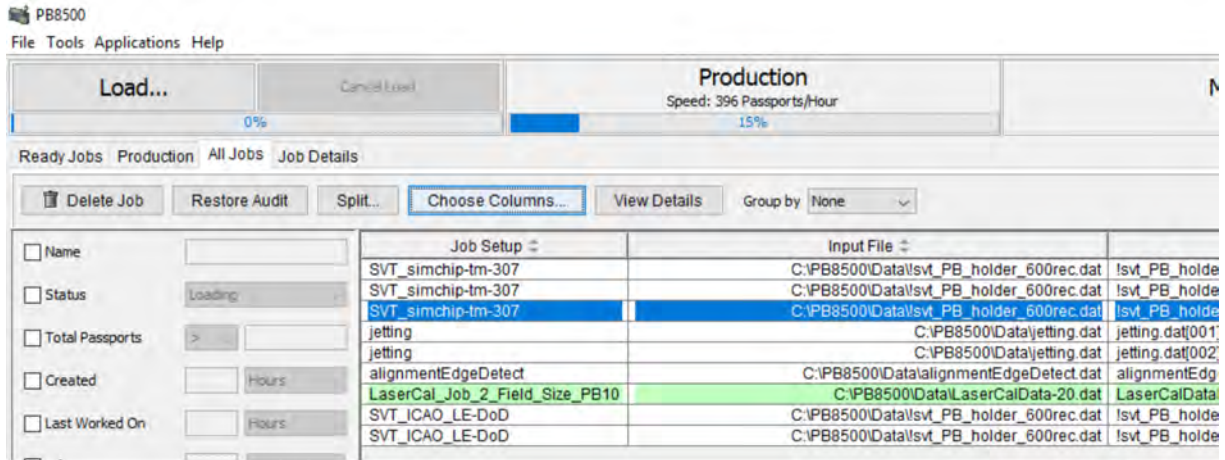 PB8500
File Tools Applications Help
Load...
Cancel Load
0%
Production
Speed: 396 Passports/Hour
15%
Ready Jobs Production All Jobs Job Details
Delete Job Restore Audit Split... Choose Columns... View Details Group by None
Name
Status Loading
Total Passports >
Created Hours
Last Worked On Hours
Job Setup Input File
SVT_simchip-tm-307 C:\PB8500\Data\!svt_PB_holder_600rec.dat !svt_PB_holde
SVT_simchip-tm-307 C:\PB8500\Data\!svt_PB_holder_600rec.dat !svt_PB_holde
SVT_simchip-tm-307 C:\PB8500\Data\!svt_PB_holder_600rec.dat !svt_PB_holde
jetting C:\PB8500\Data\jetting.dat jetting.dat[001]
jetting C:\PB8500\Data\jetting.dat jetting.dat[002]
alignmentEdgeDetect C:\PB8500\Data\alignmentEdgeDetect.dat alignmentEdg
LaserCal_Job_2_Field_Size_PB10 C:\PB8500\Data\LaserCalData-20.dat LaserCalData
SVT_ICAO_LE-DoD C:\PB8500\Data\!svt_PB_holder_600rec.dat !svt_PB_holde
SVT_ICAO_LE-DoD C:\PB8500\Data\!svt_PB_holder_600rec.dat !svt_PB_holde